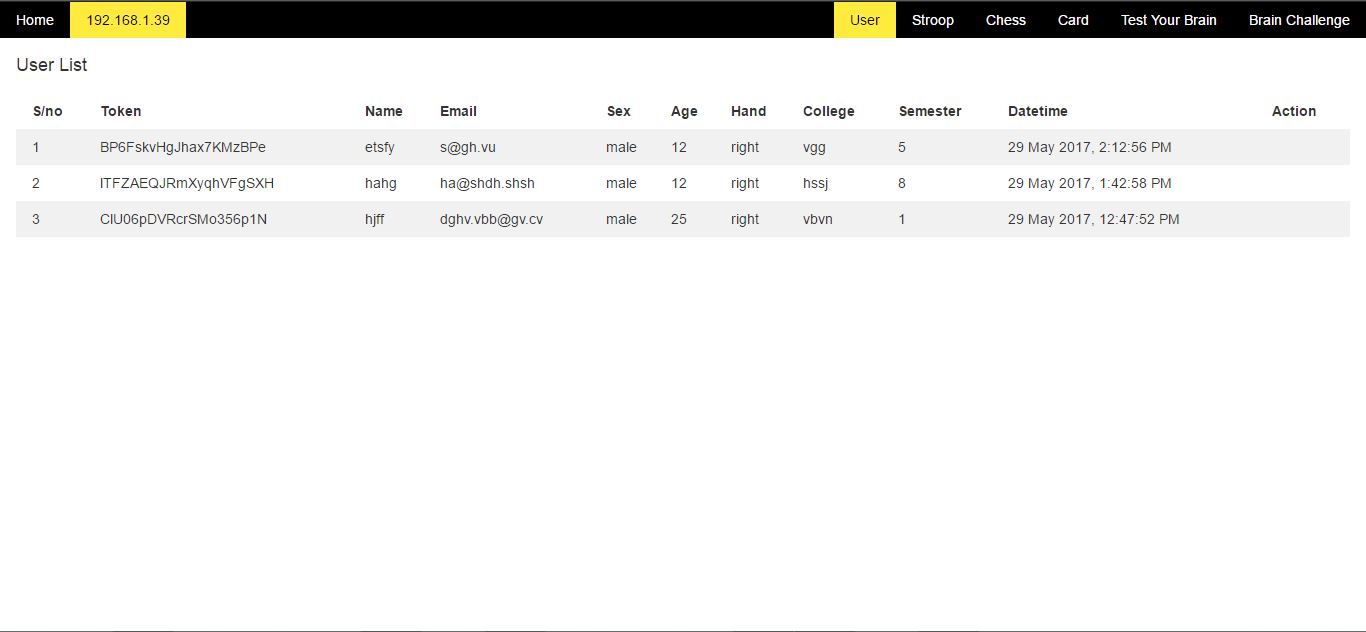 Home 192.168.1.39 User Stroop Chess Card Test Your Brain Brain Challenge
User List
S/no Token Name Email Sex Age Hand College Semester Datetime Action
1 BP6FskvHgJhax7KMzBPe etsfy s@gh.vu male 12 right vgg 5 29 May 2017, 2:12:56 PM
2 ITFZAEQJRmXyqhVFgSXH hahg ha@shdh.shsh male 12 right hssj 8 29 May 2017, 1:42:58 PM
3 CIU06pDVRcrSMo356p1N hjff dghv.vbb@gv.cv male 25 right vbvn 1 29 May 2017, 12:47:52 PM